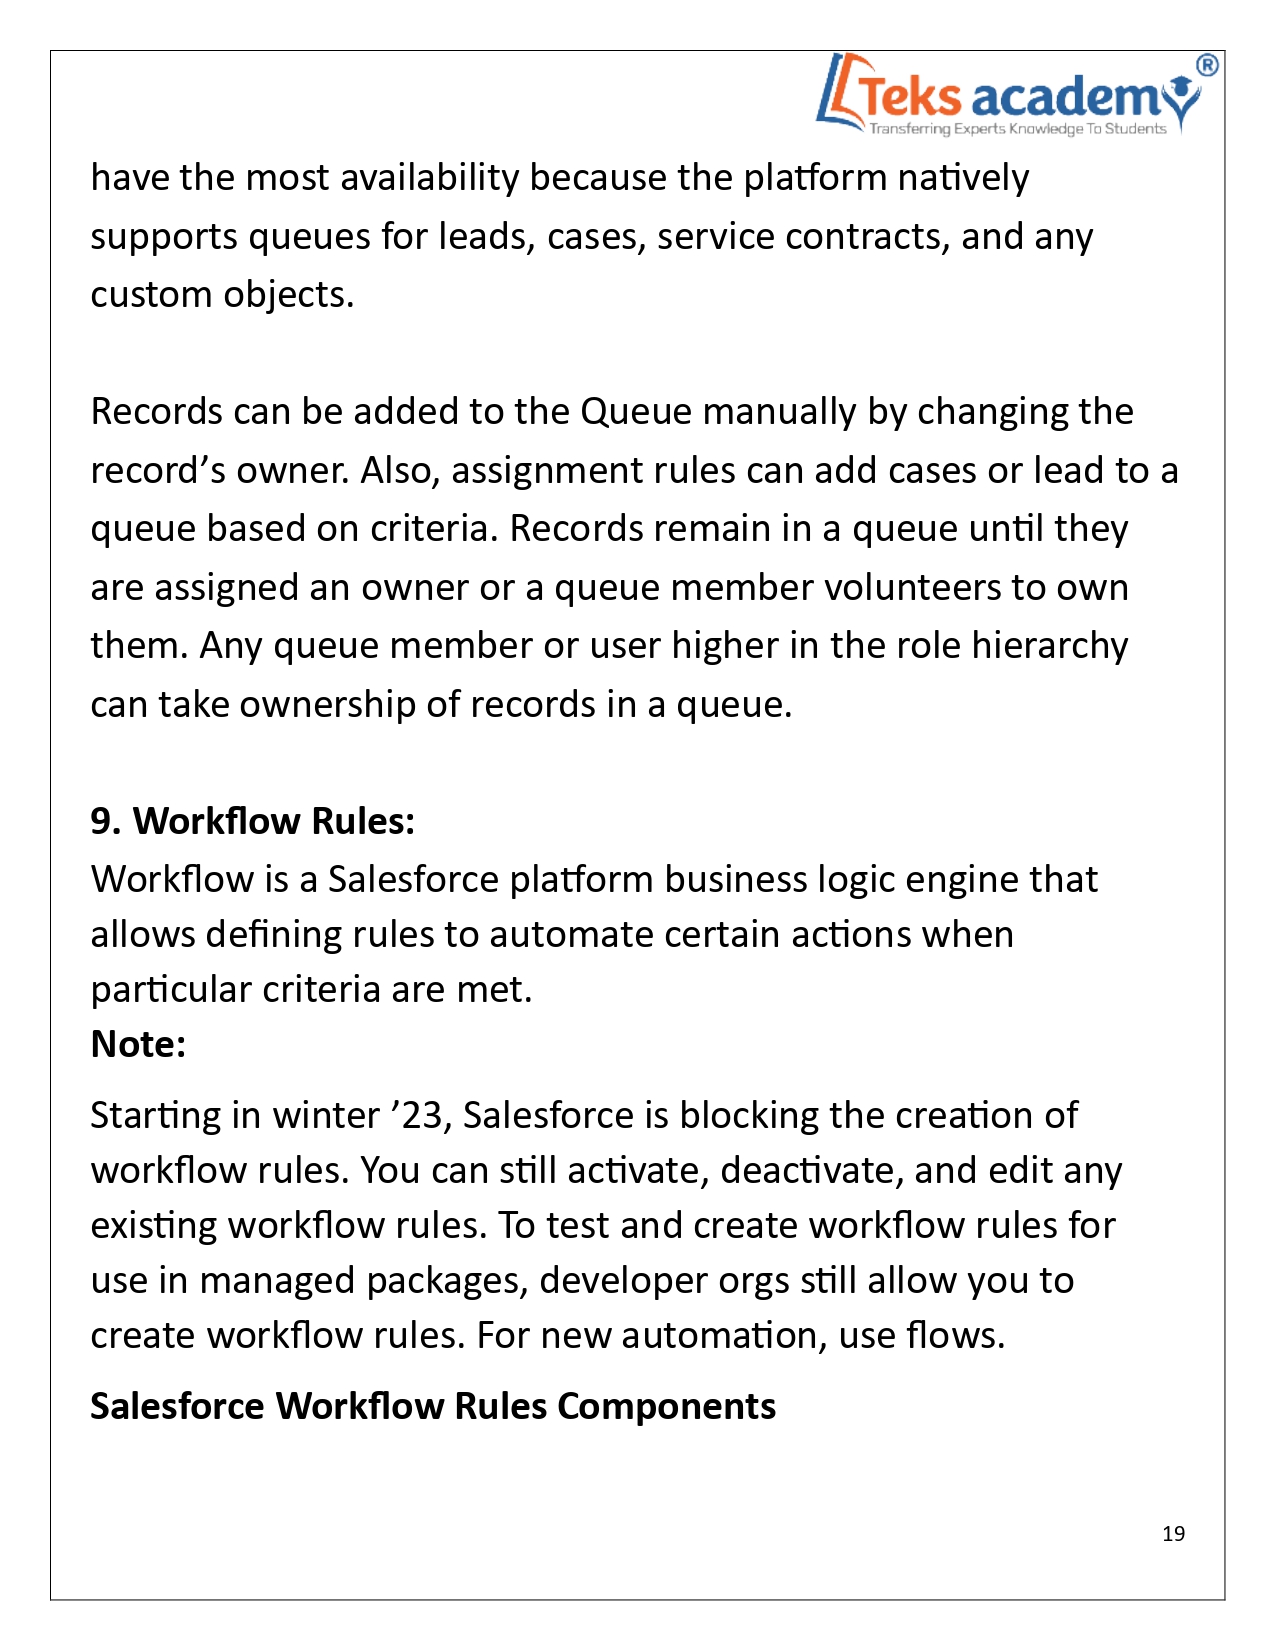 Teks academy ®
Transferring Experts Knowledge To Students
have the most availability because the platform natively
supports queues for leads, cases, service contracts, and any
custom objects.
Records can be added to the Queue manually by changing the
record’s owner. Also, assignment rules can add cases or lead to a
queue based on criteria. Records remain in a queue until they
are assigned an owner or a queue member volunteers to own
them. Any queue member or user higher in the role hierarchy
can take ownership of records in a queue.
9. Workflow Rules:
Workflow is a Salesforce platform business logic engine that
allows defining rules to automate certain actions when
particular criteria are met.
Note:
Starting in winter ’23, Salesforce is blocking the creation of
workflow rules. You can still activate, deactivate, and edit any
existing workflow rules. To test and create workflow rules for
use in managed packages, developer orgs still allow you to
create workflow rules. For new automation, use flows.
Salesforce Workflow Rules Components
19